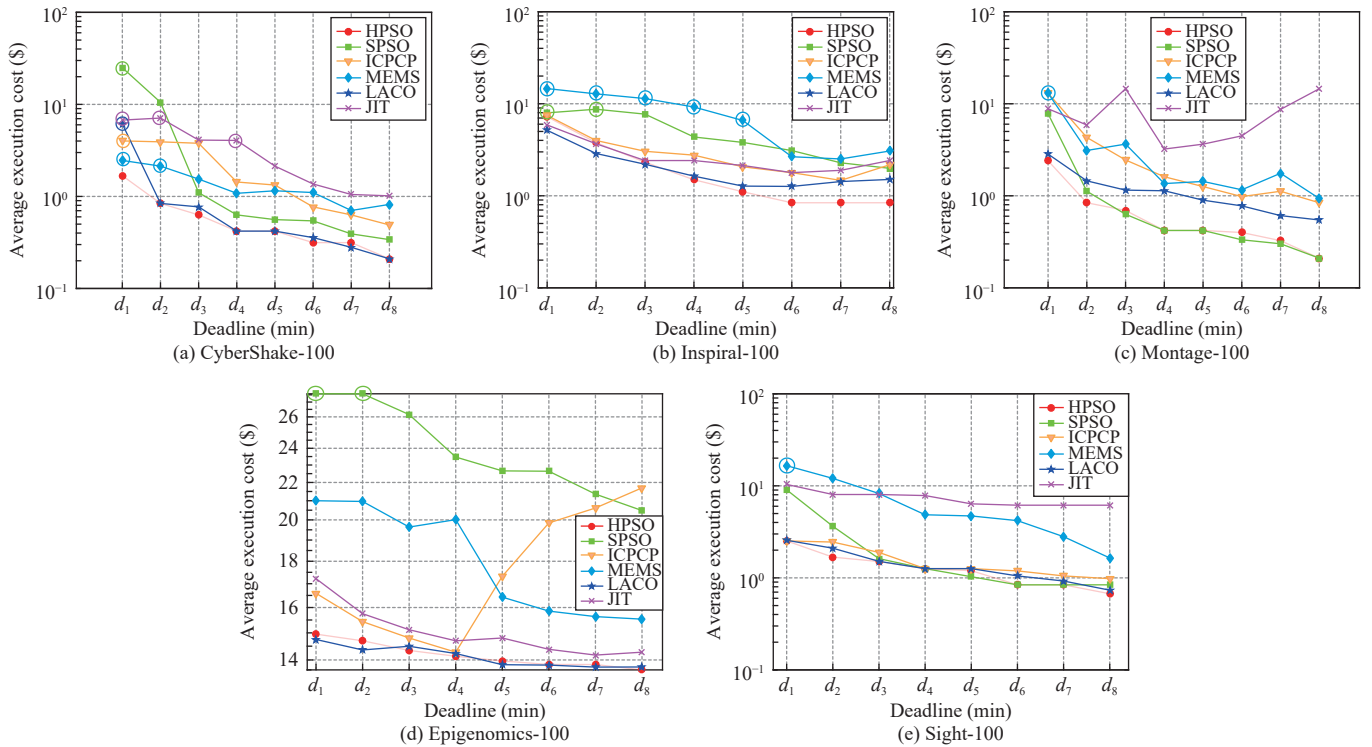 Average execution cost ($)
10²
10¹
10⁰
10⁻¹
HPSO
SPSO
ICPCP
MEMS
LACO
JIT
d₁ d₂ d₃ d₄ d₅ d₆ d₇ d₈
Deadline (min)
(a) CyberShake-100
Average execution cost ($)
10²
10¹
10⁰
10⁻¹
HPSO
SPSO
ICPCP
MEMS
LACO
JIT
d₁ d₂ d₃ d₄ d₅ d₆ d₇ d₈
Deadline (min)
(b) Inspiral-100
Average execution cost ($)
10²
10¹
10⁰
10⁻¹
HPSO
SPSO
ICPCP
MEMS
LACO
JIT
d₁ d₂ d₃ d₄ d₅ d₆ d₇ d₈
Deadline (min)
(c) Montage-100
Average execution cost ($)
26
24
22
20
18
16
14
HPSO
SPSO
ICPCP
MEMS
LACO
JIT
d₁ d₂ d₃ d₄ d₅ d₆ d₇ d₈
Deadline (min)
(d) Epigenomics-100
Average execution cost ($)
10²
10¹
10⁰
10⁻¹
HPSO
SPSO
ICPCP
MEMS
LACO
JIT
d₁ d₂ d₃ d₄ d₅ d₆ d₇ d₈
Deadline (min)
(e) Sight-100